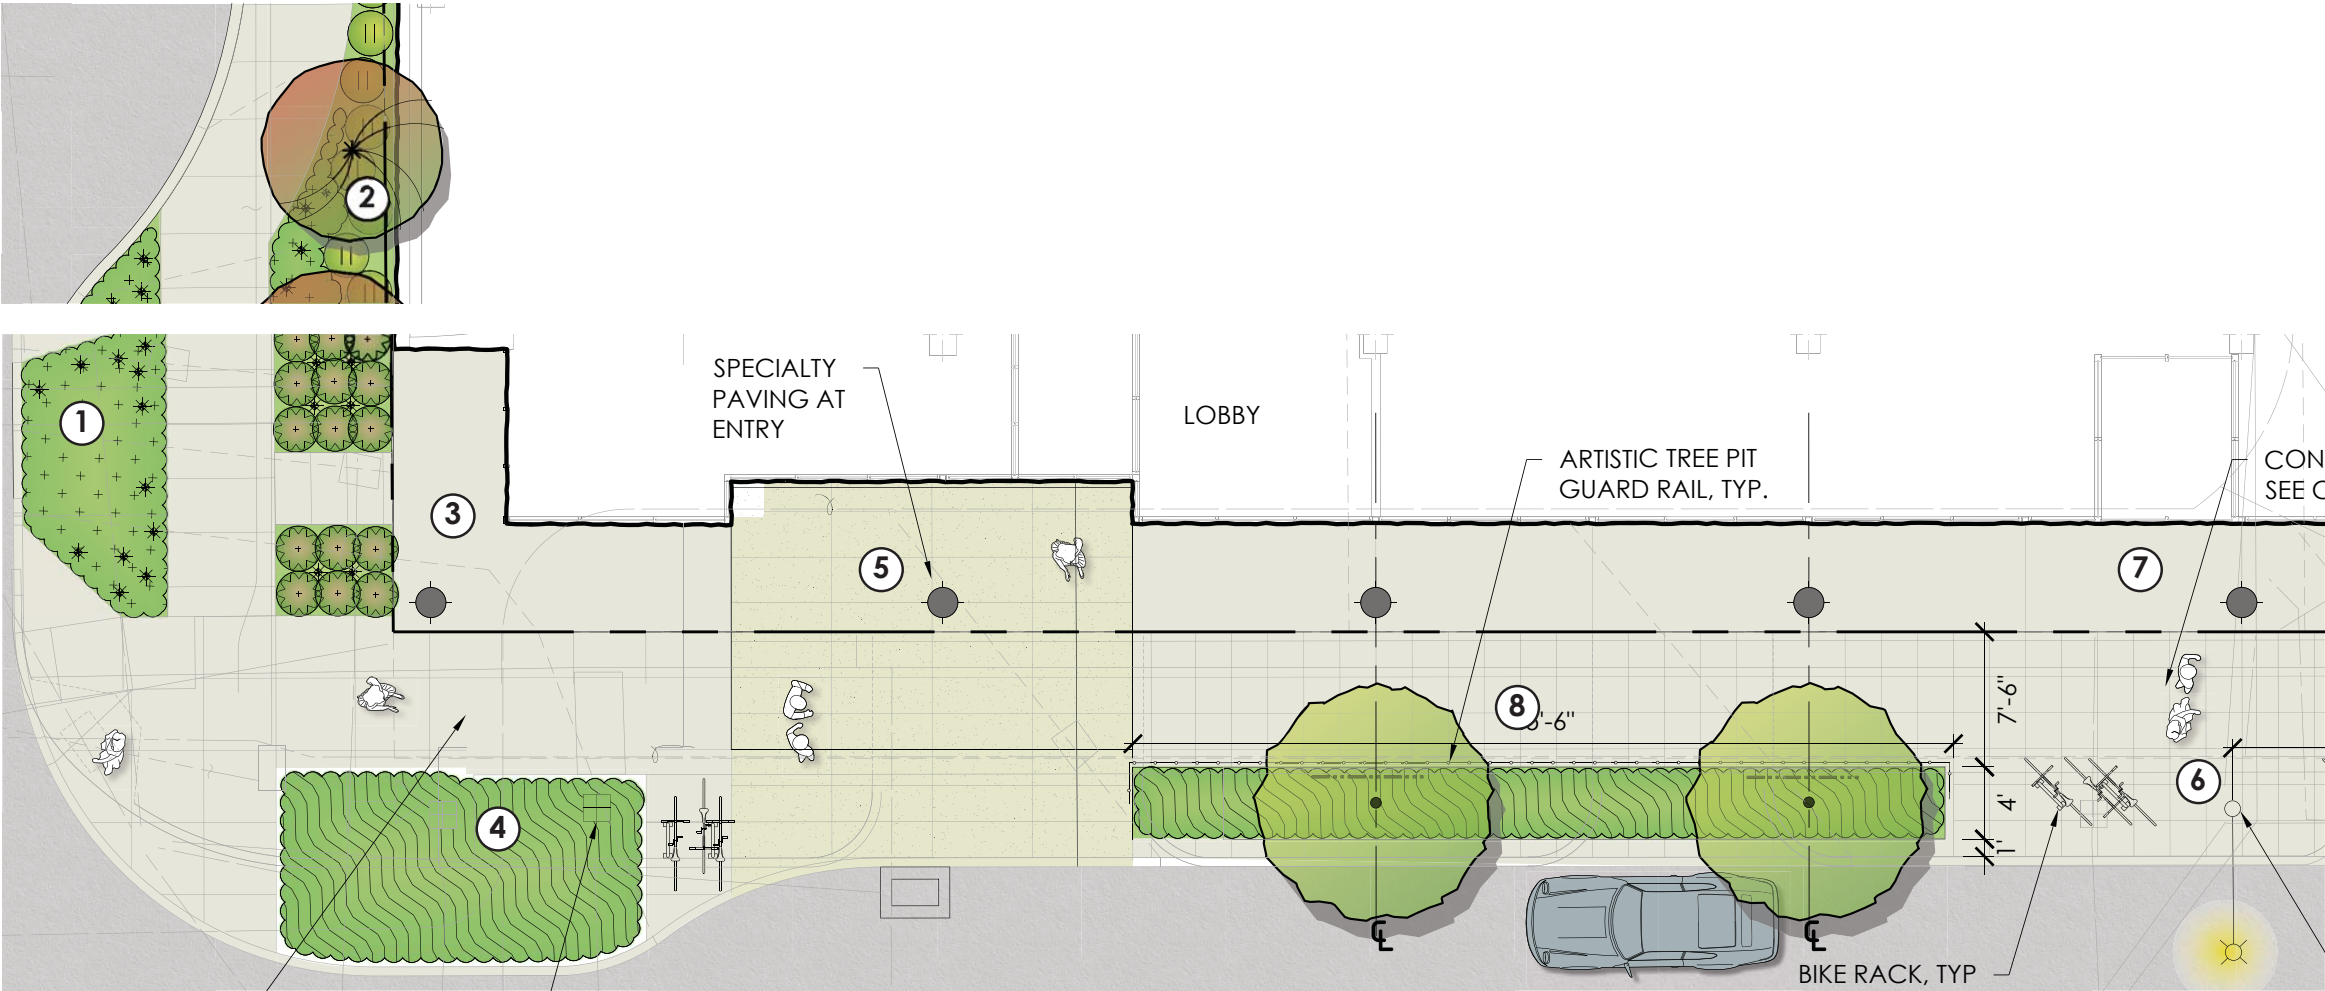 2
1
SPECIALTY
PAVING AT
ENTRY
LOBBY
ARTISTIC TREE PIT
GUARD RAIL, TYP.
CON
SEE
3
5
7
8
'-6"
7'-6"
6
4
4'
1'
℄
℄
BIKE RACK, TYP